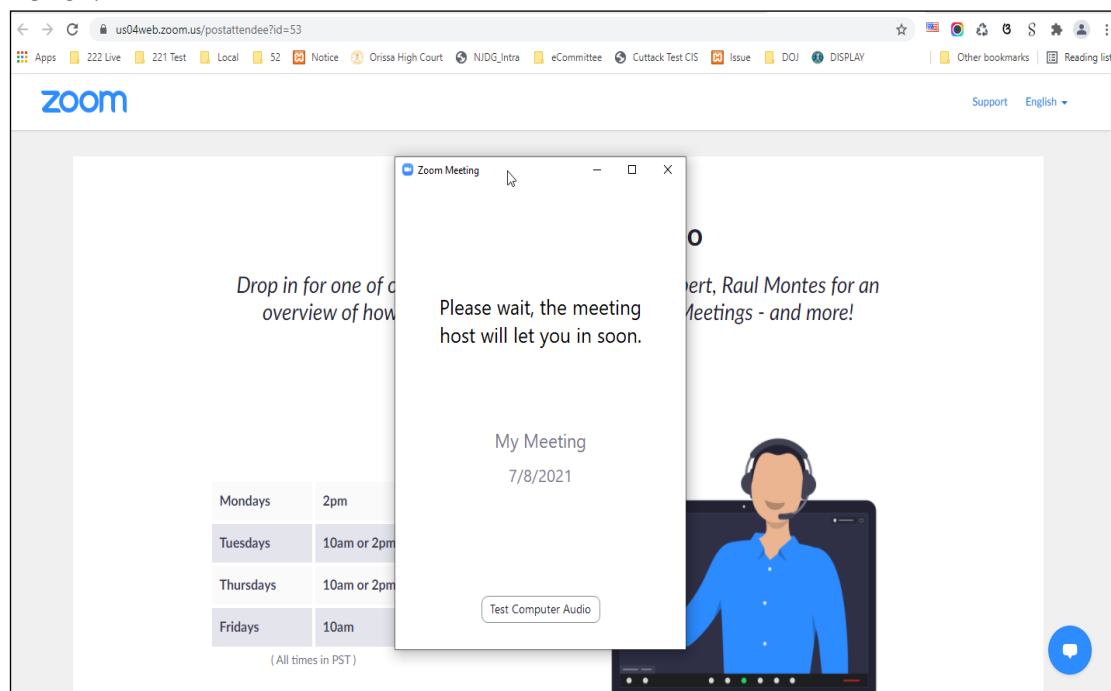 us04web.zoom.us/postattendee?id=53
Apps 222 Live 221 Test Local 52 Notice Orissa High Court NJDG_Intra eCommittee Cuttack Test CIS Issue DOJ DISPLAY Other bookmarks Reading list
zoom Support English
Zoom Meeting
o
Drop in for one of o pert, Raul Montes for an
overview of how Meetings - and more!
Please wait, the meeting
host will let you in soon.
My Meeting
7/8/2021
Mondays 2pm
Tuesdays 10am or 2pm
Thursdays 10am or 2pm
Fridays 10am
( All times in PST )
Test Computer Audio